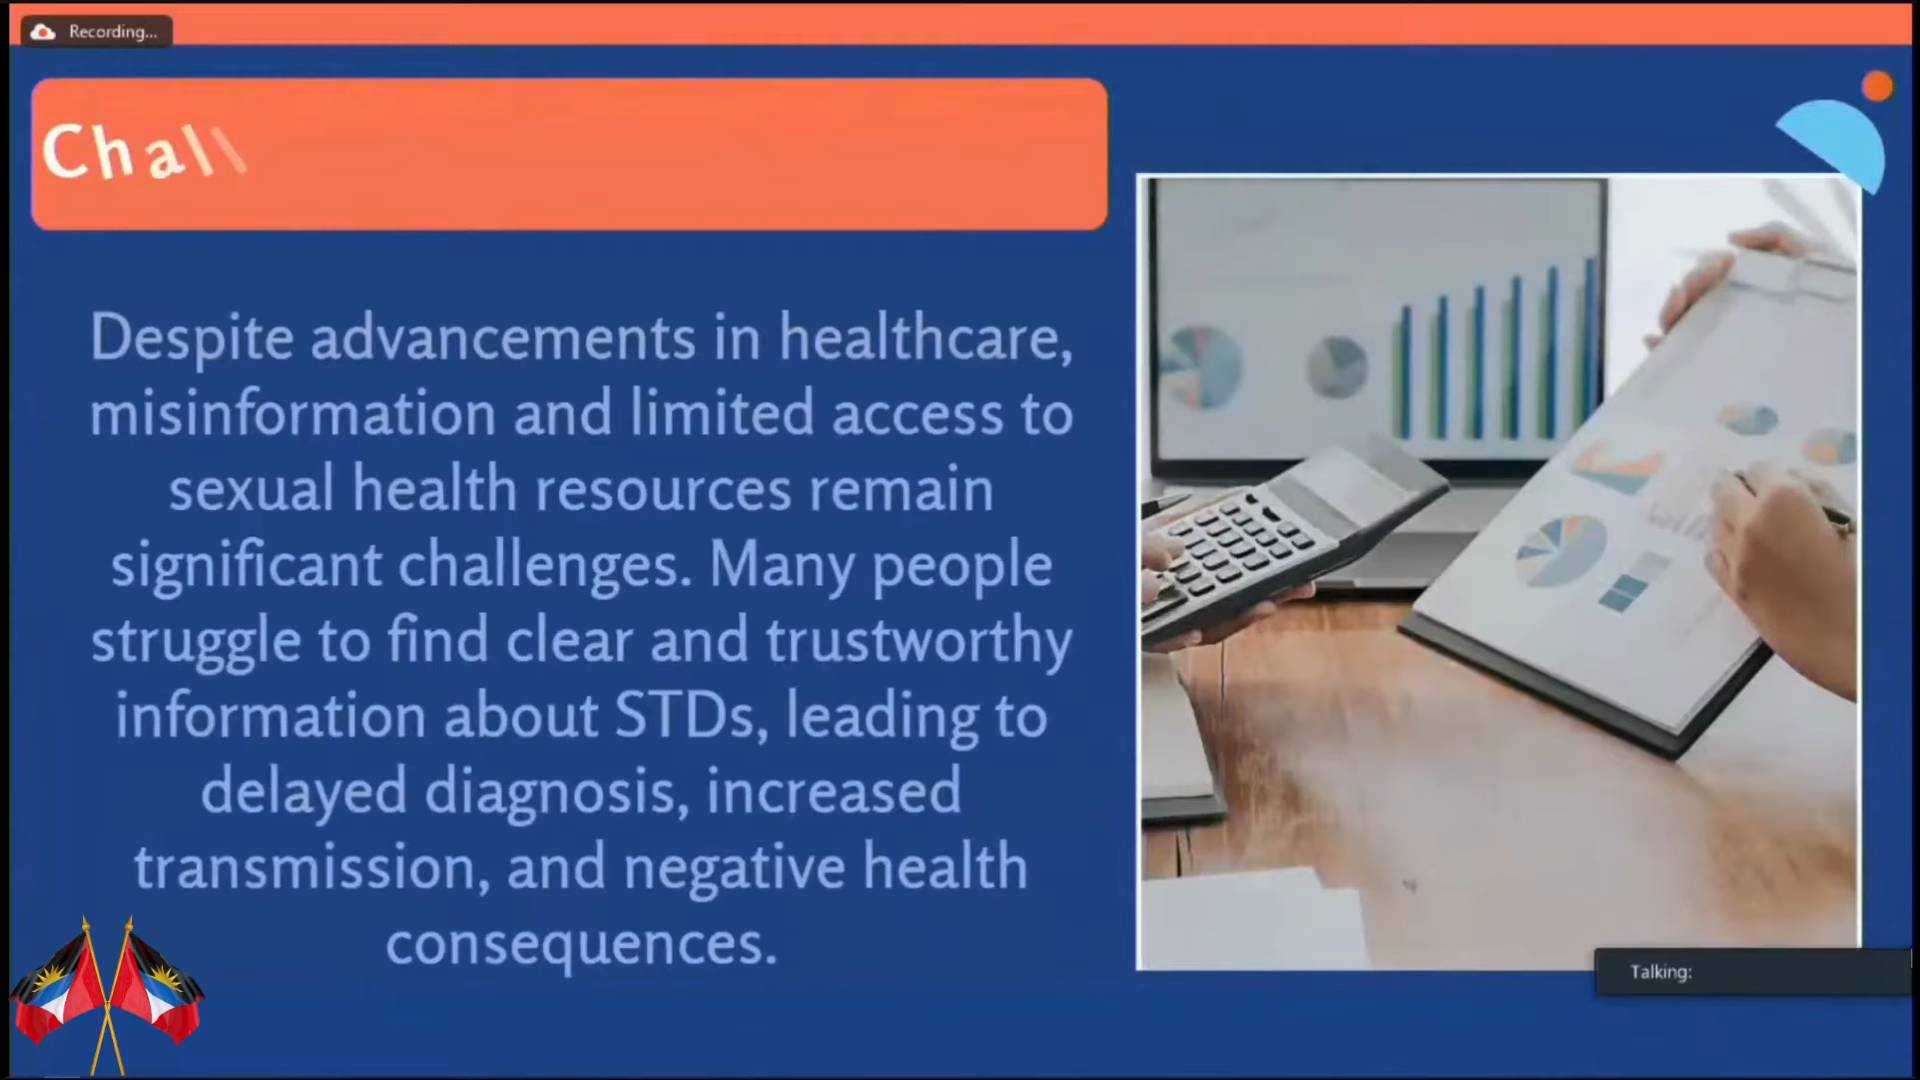 Recording...
Chall
Despite advancements in healthcare,
misinformation and limited access to
sexual health resources remain
significant challenges. Many people
struggle to find clear and trustworthy
information about STDs, leading to
delayed diagnosis, increased
transmission, and negative health
consequences.
Talking: